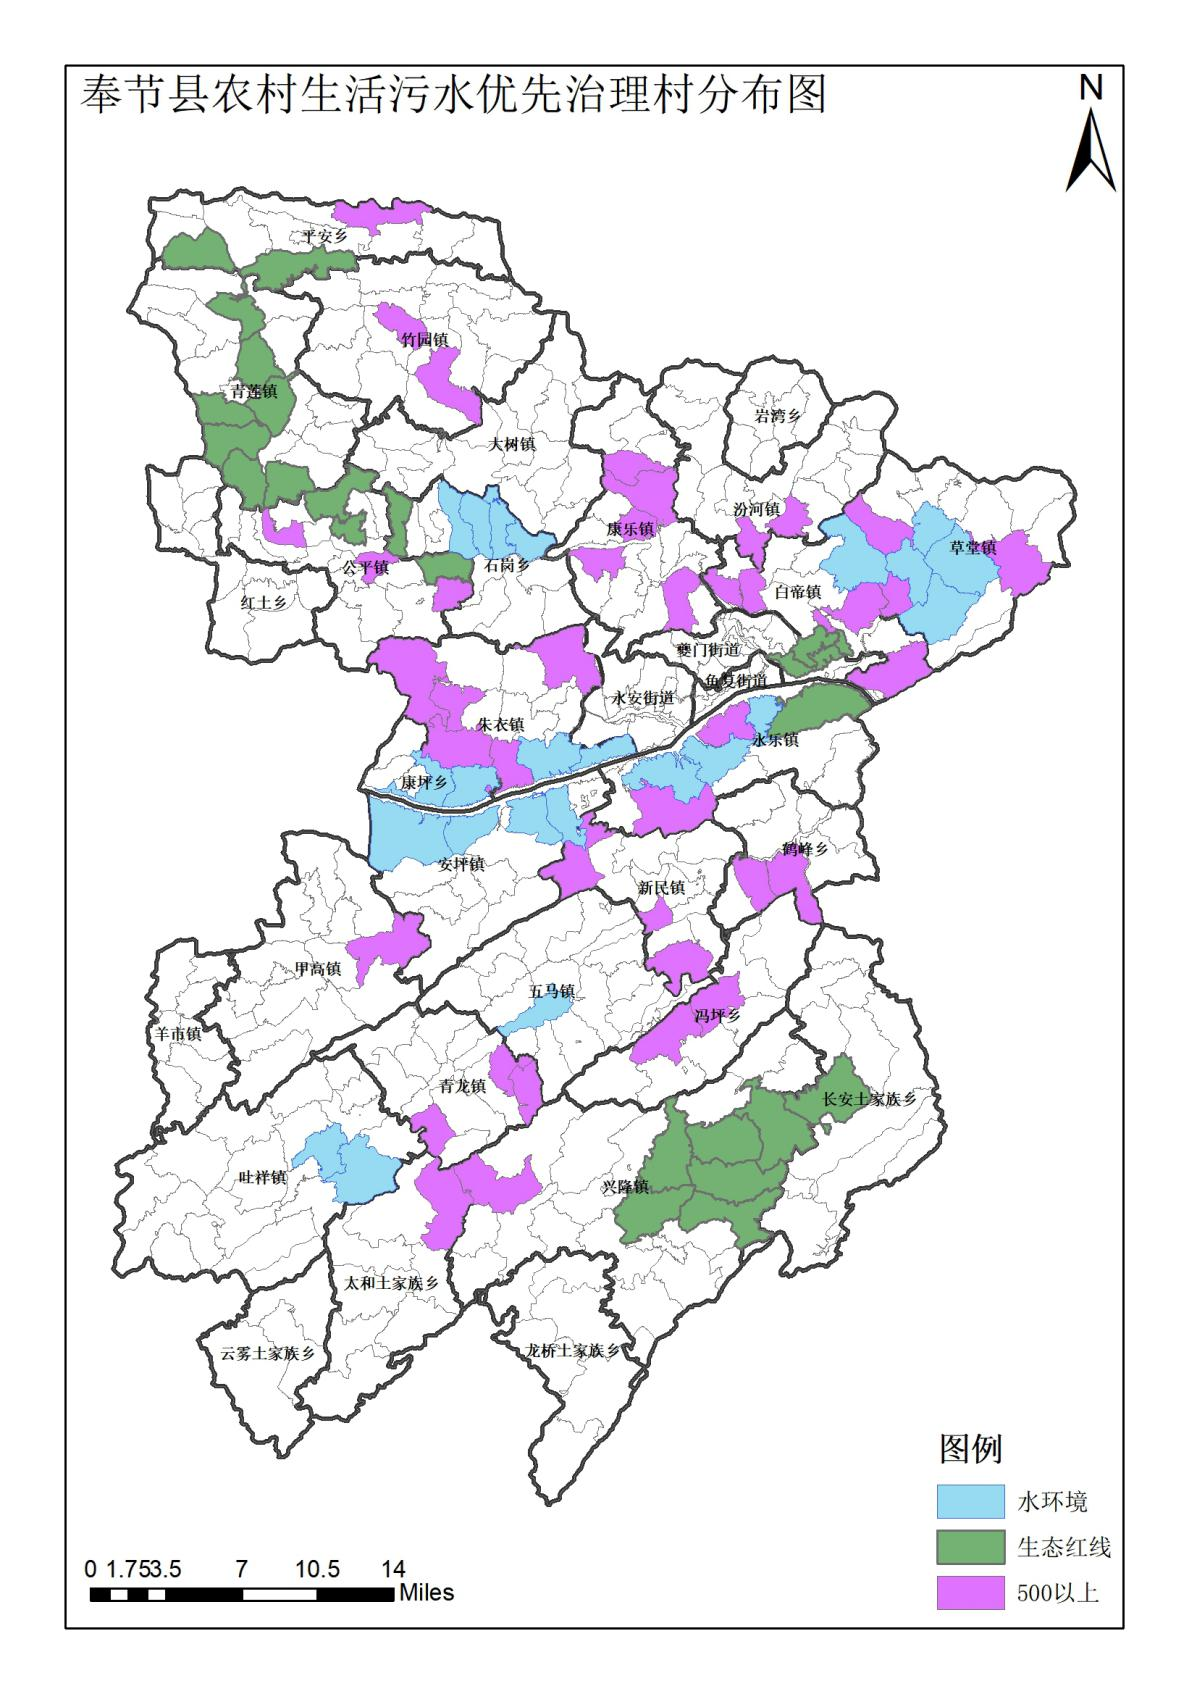 奉节县农村生活污水优先治理村分布图
N
平安乡
竹园镇
青莲镇
岩湾乡
大树镇
汾河镇
康乐镇
草堂镇
公平镇
石岗乡
白帝镇
红土乡
夔门街道
鱼复街道
永安街道
朱衣镇
永乐镇
康坪乡
鹤峰乡
安坪镇
新民镇
甲高镇
五马镇
冯坪乡
羊市镇
青龙镇
长安土家族乡
吐祥镇
兴隆镇
太和土家族乡
云雾土家族乡
龙桥土家族乡
图例
水环境
生态红线
500以上
0 1.75 3.5 7 10.5 14
Miles